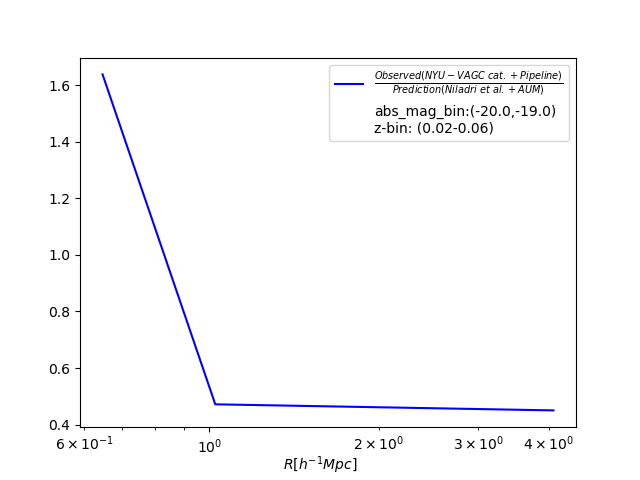 Observed(NYU − VAGC cat. + Pipeline)
Prediction(Niladri et al. + AUM)
abs_mag_bin:(-20.0,-19.0)
z-bin: (0.02-0.06)
1.6
1.4
1.2
1.0
0.8
0.6
0.4
6 × 10⁻¹ 10⁰ 2 × 10⁰ 3 × 10⁰ 4 × 10⁰
R[h⁻¹Mpc]